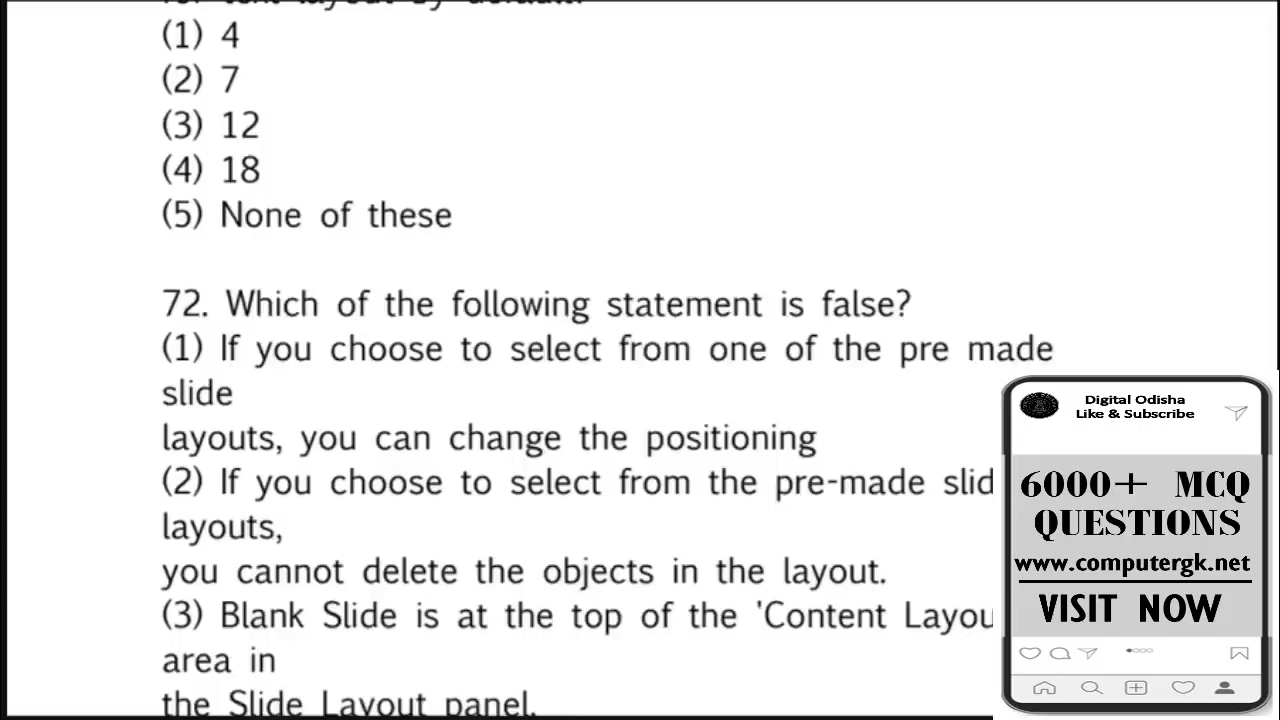 (1) 4
(2) 7
(3) 12
(4) 18
(5) None of these
72. Which of the following statement is false?
(1) If you choose to select from one of the pre made
slide
layouts, you can change the positioning
(2) If you choose to select from the pre-made slid
layouts,
you cannot delete the objects in the layout.
(3) Blank Slide is at the top of the 'Content Layou
area in
the Slide Layout panel.
Digital Odisha
Like & Subscribe
6000+ MCQ
QUESTIONS
www.computergk.net
VISIT NOW